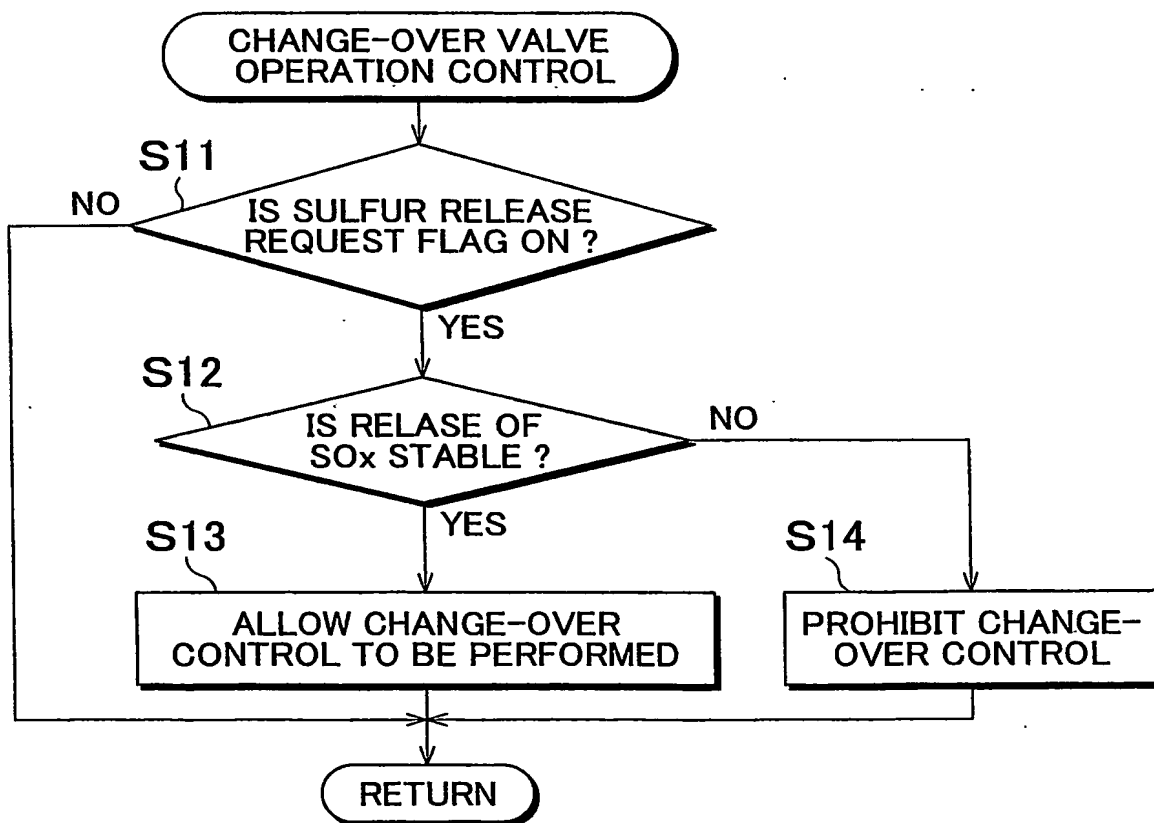 CHANGE-OVER VALVE
OPERATION CONTROL
S11
NO
IS SULFUR RELEASE
REQUEST FLAG ON ?
YES
S12
NO
IS RELASE OF
SOx STABLE ?
YES
S13
S14
ALLOW CHANGE-OVER
CONTROL TO BE PERFORMED
PROHIBIT CHANGE-
OVER CONTROL
RETURN